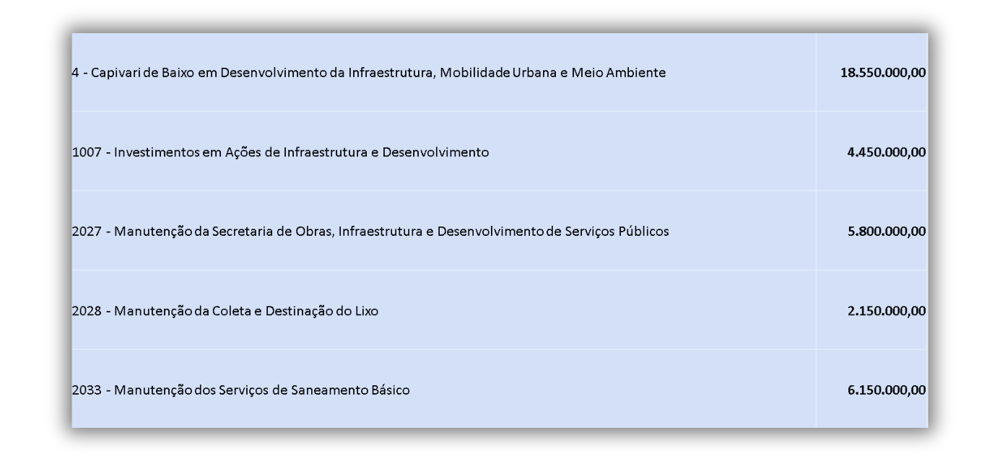 4 - Capivari de Baixo em Desenvolvimento da Infraestrutura, Mobilidade Urbana e Meio Ambiente 18.550.000,00
1007 - Investimentos em Ações de Infraestrutura e Desenvolvimento 4.450.000,00
2027 - Manutenção da Secretaria de Obras, Infraestrutura e Desenvolvimento de Serviços Públicos 5.800.000,00
2028 - Manutenção da Coleta e Destinação do Lixo 2.150.000,00
2033 - Manutenção dos Serviços de Saneamento Básico 6.150.000,00